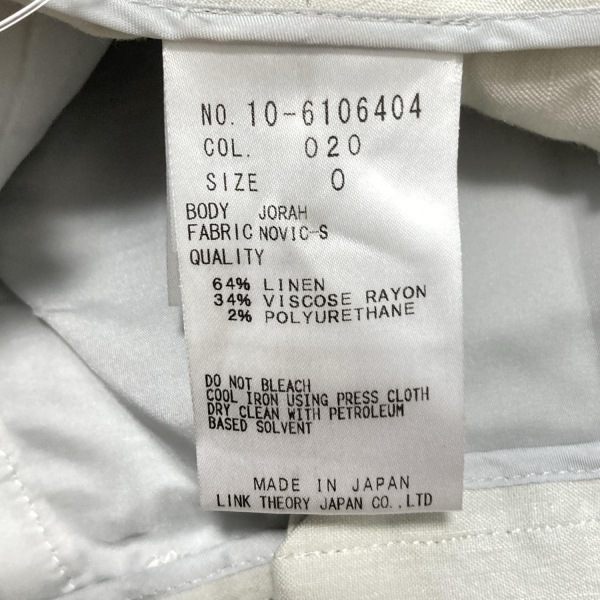 NO. 10-6106404
COL. 020
SIZE 0
BODY JORAH
FABRIC NOVIC-S
QUALITY
64% LINEN
34% VISCOSE RAYON
2% POLYURETHANE
DO NOT BLEACH
COOL IRON USING PRESS CLOTH
DRY CLEAN WITH PETROLEUM
BASED SOLVENT
MADE IN JAPAN
LINK THEORY JAPAN CO.,LTD